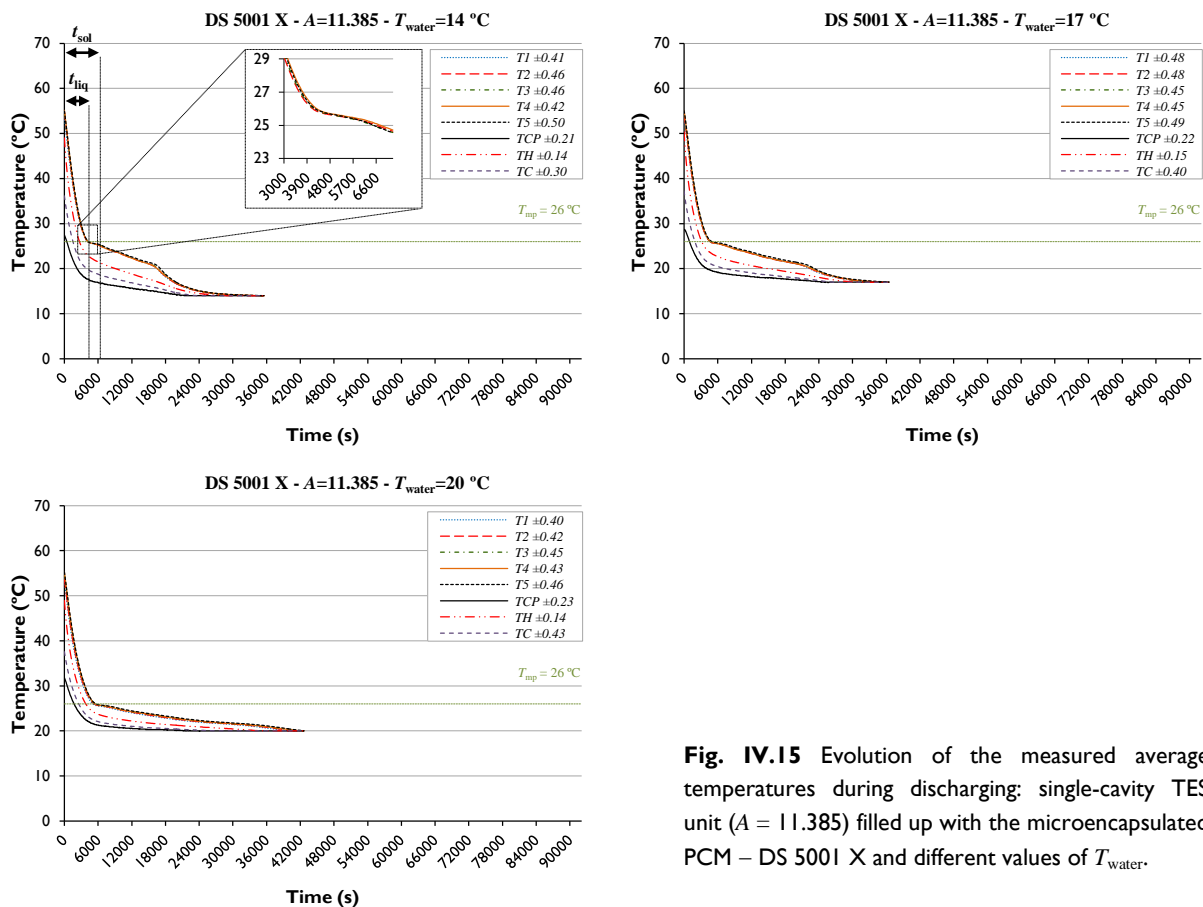 DS 5001 X - A=11.385 - Twater=14 ºC
Temperature (ºC)
70
60
50
40
30
20
10
0
tsol
tliq
29
27
25
23
3000
3900
4800
5700
6600
T1 ±0.41
T2 ±0.46
T3 ±0.46
T4 ±0.42
T5 ±0.50
TCP ±0.21
TH ±0.14
TC ±0.30
Tmp = 26 ºC
0
6000
12000
18000
24000
30000
36000
42000
48000
54000
60000
66000
72000
78000
84000
90000
Time (s)
DS 5001 X - A=11.385 - Twater=17 ºC
Temperature (ºC)
70
60
50
40
30
20
10
0
T1 ±0.48
T2 ±0.48
T3 ±0.45
T4 ±0.45
T5 ±0.49
TCP ±0.22
TH ±0.15
TC ±0.40
Tmp = 26 ºC
0
6000
12000
18000
24000
30000
36000
42000
48000
54000
60000
66000
72000
78000
84000
90000
Time (s)
DS 5001 X - A=11.385 - Twater=20 ºC
Temperature (ºC)
70
60
50
40
30
20
10
0
T1 ±0.40
T2 ±0.42
T3 ±0.45
T4 ±0.43
T5 ±0.46
TCP ±0.23
TH ±0.14
TC ±0.43
Tmp = 26 ºC
0
6000
12000
18000
24000
30000
36000
42000
48000
54000
60000
66000
72000
78000
84000
90000
Time (s)
Fig. IV.15 Evolution of the measured average
temperatures during discharging: single-cavity TES
unit (A = 11.385) filled up with the microencapsulated
PCM – DS 5001 X and different values of Twater.